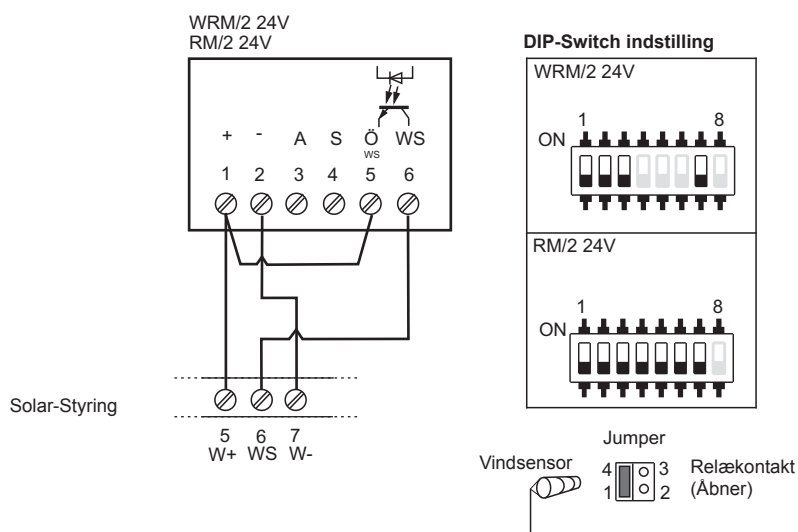 WRM/2 24V
RM/2 24V
+ - A S Ö WS
WS
1 2 3 4 5 6
Solar-Styring
5 6 7
W+ WS W-
DIP-Switch indstilling
WRM/2 24V
1 8
ON
RM/2 24V
1 8
ON
Jumper
Vindsensor
4 3
1 2
Relækontakt
(Åbner)